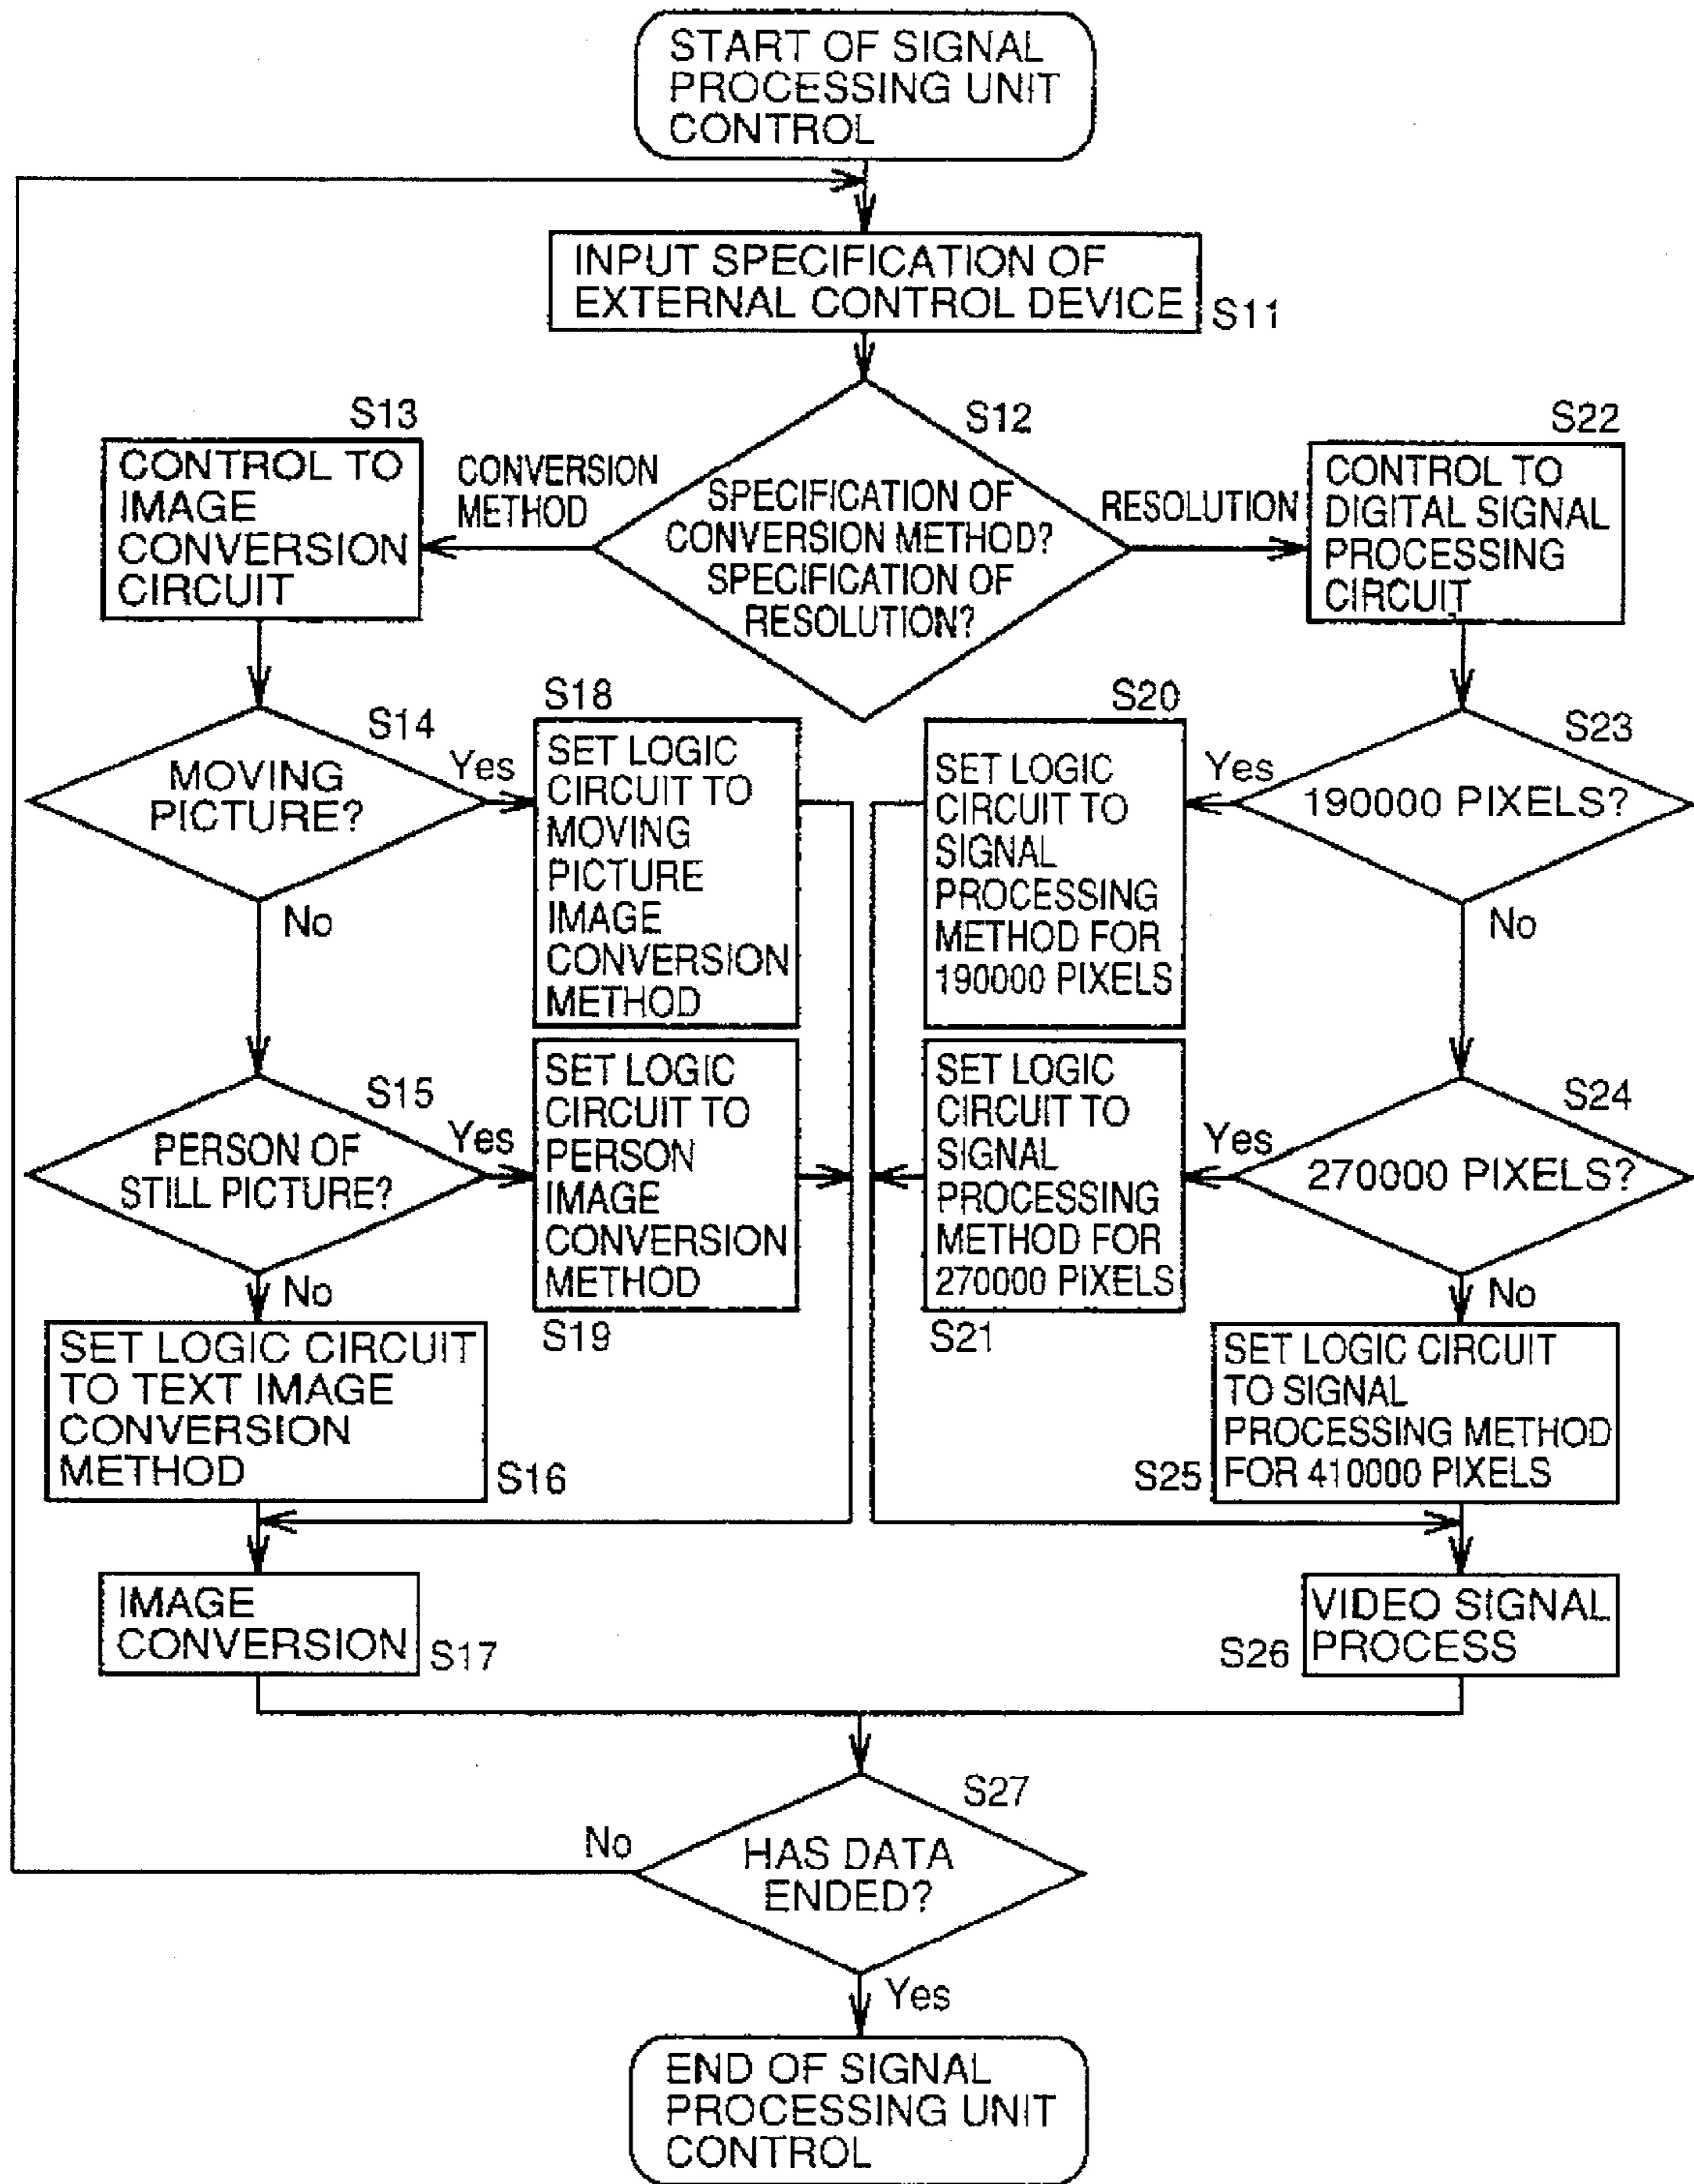 START OF SIGNAL
PROCESSING UNIT
CONTROL
INPUT SPECIFICATION OF
EXTERNAL CONTROL DEVICE
S11
S12
SPECIFICATION OF
CONVERSION METHOD?
SPECIFICATION OF
RESOLUTION?
CONVERSION
METHOD
RESOLUTION
S13
CONTROL TO
IMAGE
CONVERSION
CIRCUIT
S22
CONTROL TO
DIGITAL SIGNAL
PROCESSING
CIRCUIT
S14
MOVING
PICTURE?
Yes
No
S18
SET LOGIC
CIRCUIT TO
MOVING
PICTURE
IMAGE
CONVERSION
METHOD
S20
SET LOGIC
CIRCUIT TO
SIGNAL
PROCESSING
METHOD FOR
190000 PIXELS
S23
190000 PIXELS?
Yes
No
S15
PERSON OF
STILL PICTURE?
Yes
No
SET LOGIC
CIRCUIT TO
PERSON
IMAGE
CONVERSION
METHOD
S19
SET LOGIC
CIRCUIT TO
SIGNAL
PROCESSING
METHOD FOR
270000 PIXELS
S21
S24
270000 PIXELS?
Yes
No
SET LOGIC CIRCUIT
TO TEXT IMAGE
CONVERSION
METHOD
S16
SET LOGIC CIRCUIT
TO SIGNAL
PROCESSING METHOD
FOR 410000 PIXELS
S25
IMAGE
CONVERSION
S17
VIDEO SIGNAL
PROCESS
S26
S27
HAS DATA
ENDED?
No
Yes
END OF SIGNAL
PROCESSING UNIT
CONTROL